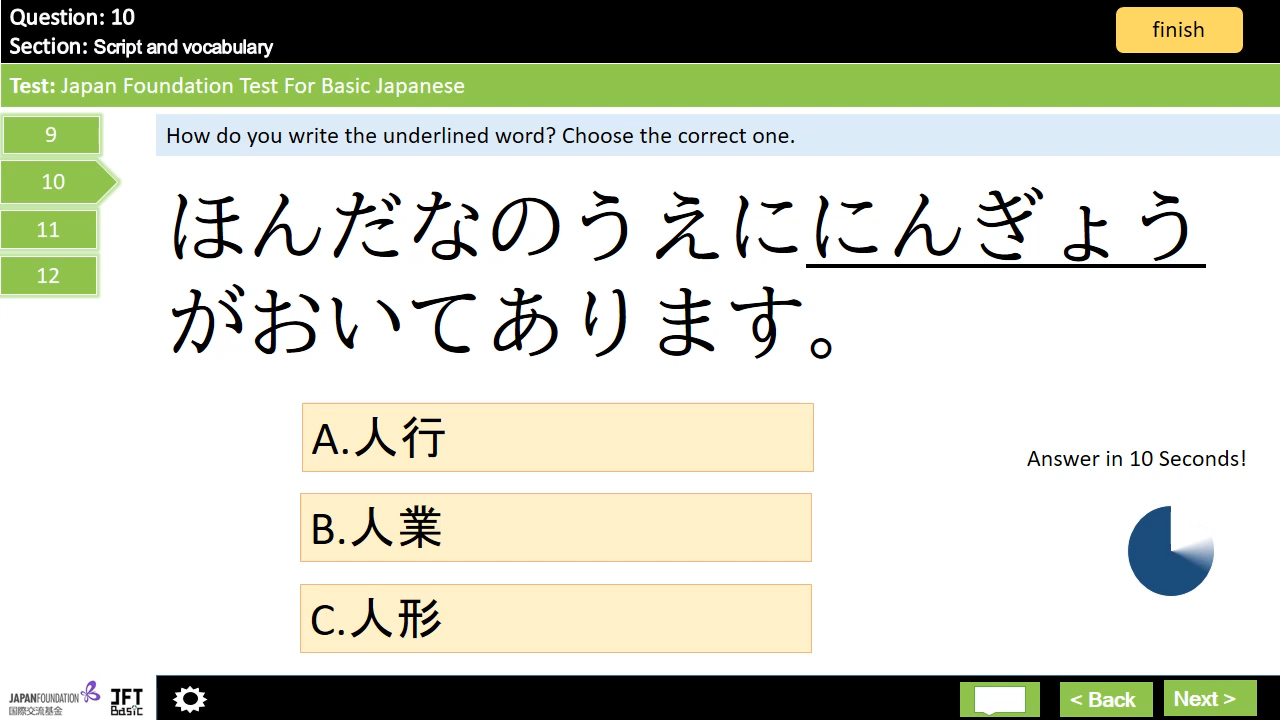 Question: 10
Section: Script and vocabulary
finish
Test: Japan Foundation Test For Basic Japanese
9
10
11
12
How do you write the underlined word? Choose the correct one.
ほんだなのうえににんぎょう
がおいてあります。
A.人行
B.人業
C.人形
Answer in 10 Seconds!
JAPANFOUNDATION
国際交流基金
JFT
Basic
< Back
Next >